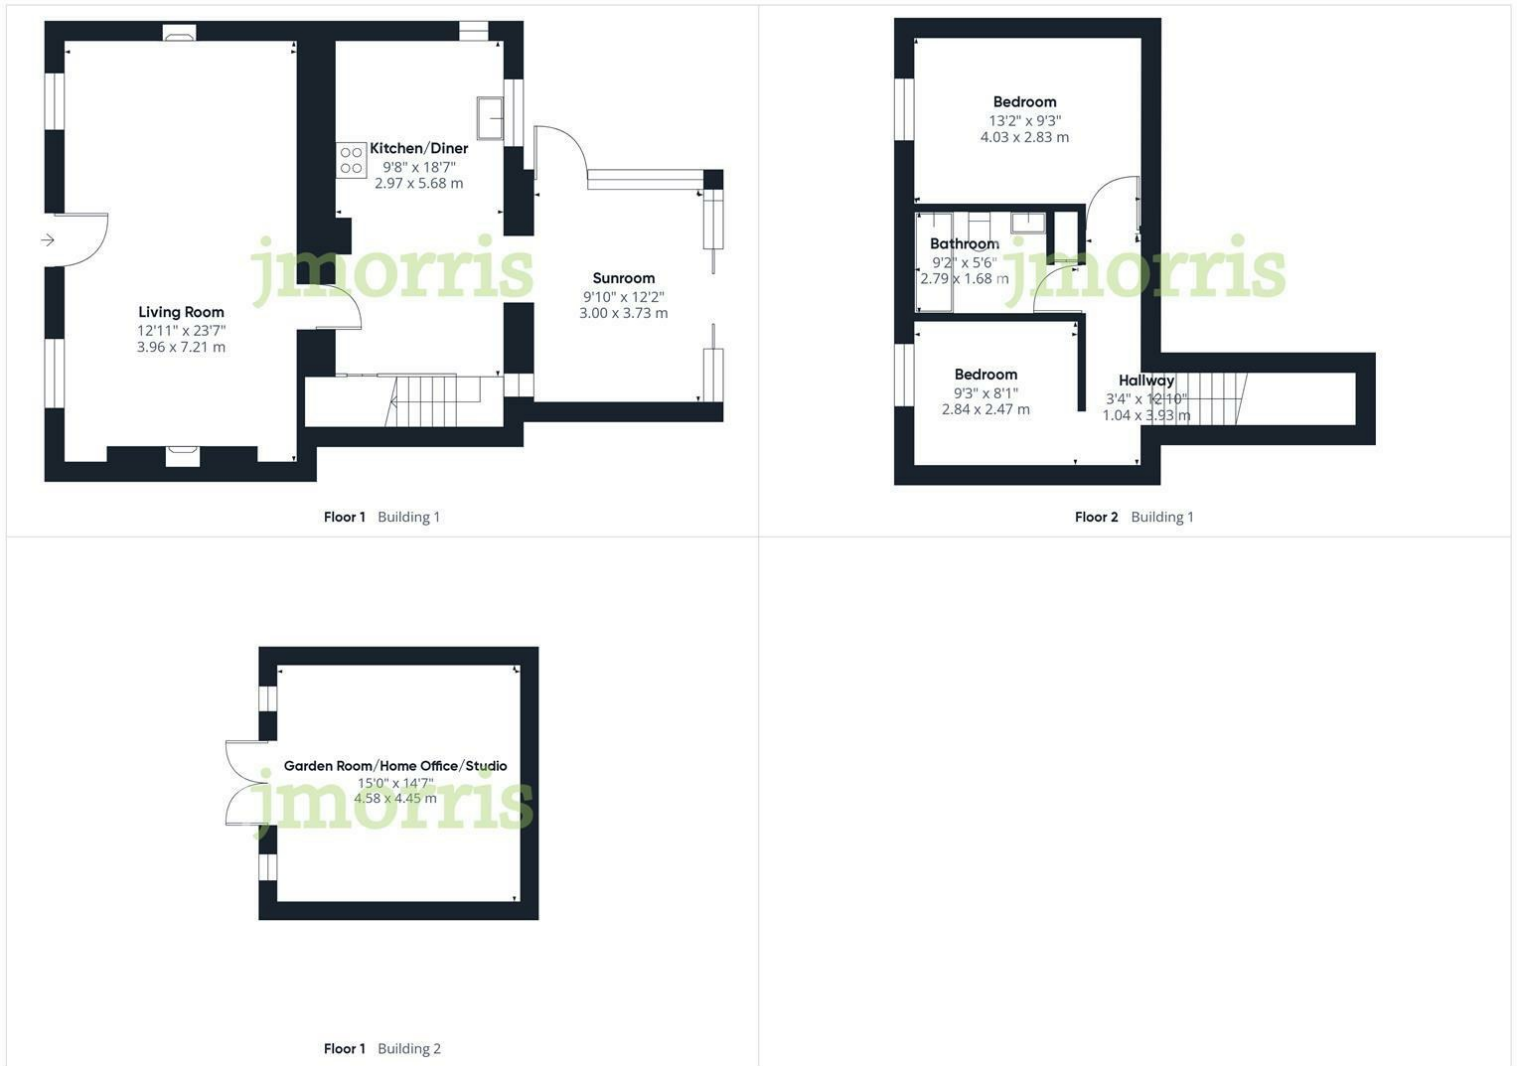 Living Room
12'11" x 23'7"
3.96 x 7.21 m
Kitchen/Diner
9'8" x 18'7"
2.97 x 5.68 m
Sunroom
9'10" x 12'2"
3.00 x 3.73 m
jmorris
Floor 1 Building 1
Bedroom
13'2" x 9'3"
4.03 x 2.83 m
Bathroom
9'2" x 5'6"
2.79 x 1.68 m
jmorris
Bedroom
9'3" x 8'1"
2.84 x 2.47 m
Hallway
3'4" x 12'10"
1.04 x 3.93 m
Floor 2 Building 1
Garden Room/Home Office/Studio
15'0" x 14'7"
4.58 x 4.45 m
jmorris
Floor 1 Building 2